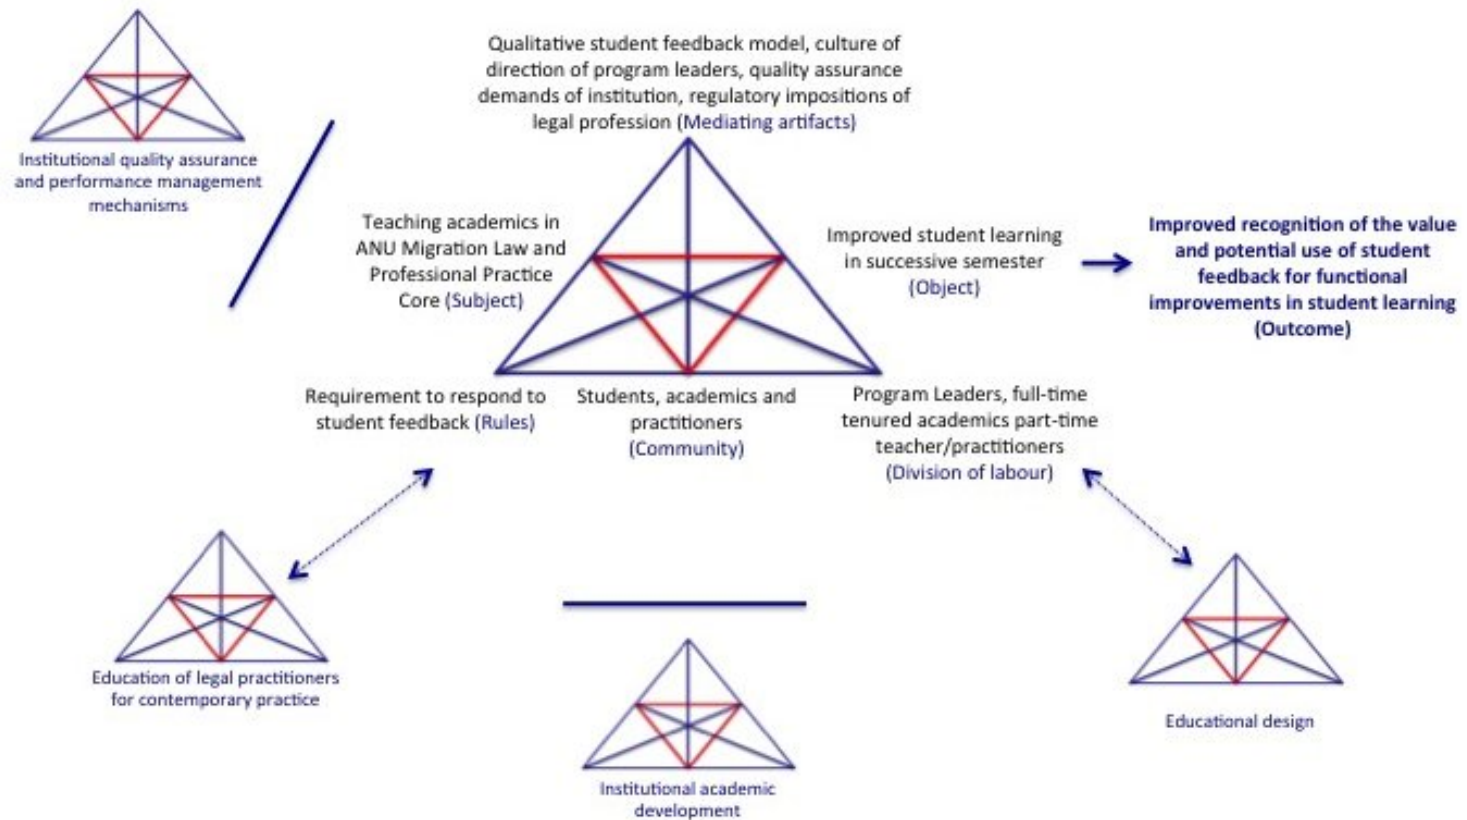 Qualitative student feedback model, culture of
direction of program leaders, quality assurance
demands of institution, regulatory impositions of
legal profession (Mediating artifacts)
Institutional quality assurance
and performance management
mechanisms
Teaching academics in
ANU Migration Law and
Professional Practice
Core (Subject)
Improved student learning
in successive semester
(Object)
Improved recognition of the value
and potential use of student
feedback for functional
improvements in student learning
(Outcome)
Requirement to respond to
student feedback (Rules)
Students, academics and
practitioners
(Community)
Program Leaders, full-time
tenured academics part-time
teacher/practitioners
(Division of labour)
Education of legal practitioners
for contemporary practice
Institutional academic
development
Educational design